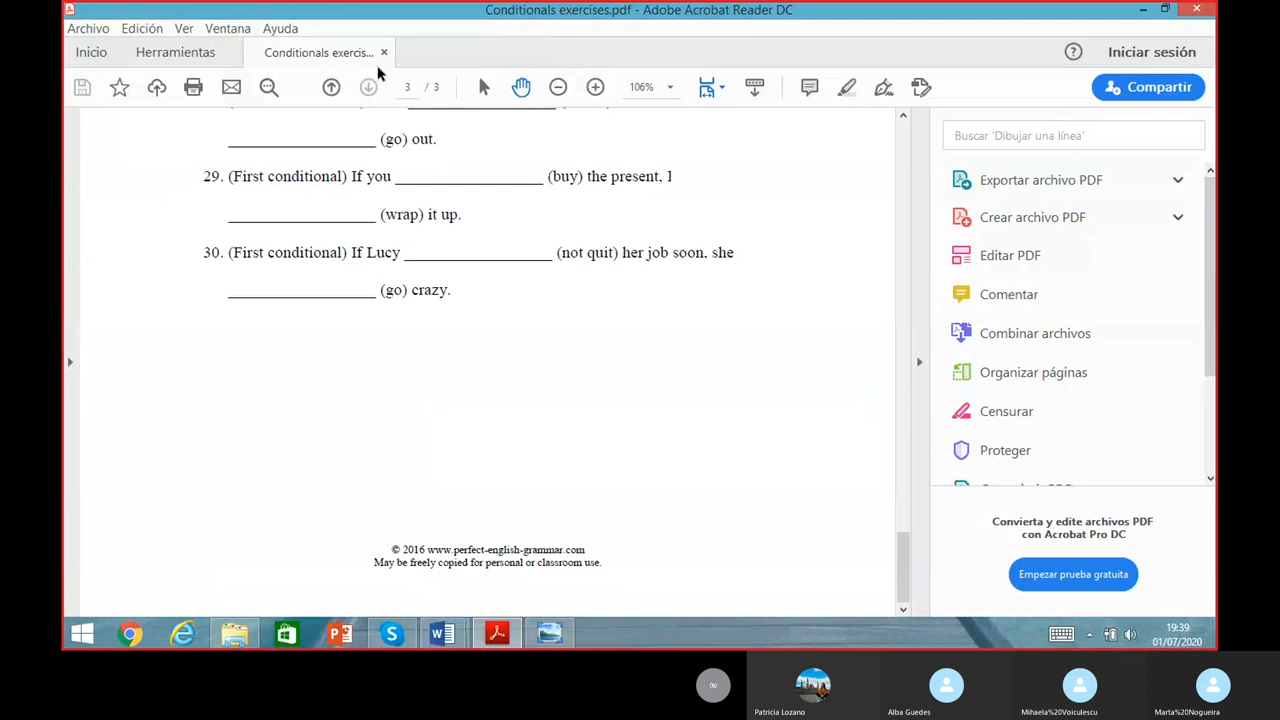 Conditionals exercises.pdf - Adobe Acrobat Reader DC
Archivo Edición Ver Ventana Ayuda
Inicio Herramientas Conditionals exercis... Iniciar sesión
3 / 3 106% Compartir
Buscar 'Dibujar una línea'
______ (go) out.
29. (First conditional) If you ______ (buy) the present, I
______ (wrap) it up.
30. (First conditional) If Lucy ______ (not quit) her job soon, she
______ (go) crazy.
© 2016 www.perfect-english-grammar.com
May be freely copied for personal or classroom use.
Exportar archivo PDF
Crear archivo PDF
Editar PDF
Comentar
Combinar archivos
Organizar páginas
Censurar
Proteger
Convierta y edite archivos PDF
con Acrobat Pro DC
Empezar prueba gratuita
19:39
01/07/2020
Patricia Lozano
Alba Guedes
Mihaela%20Voiculescu
Marta%20Nogueira